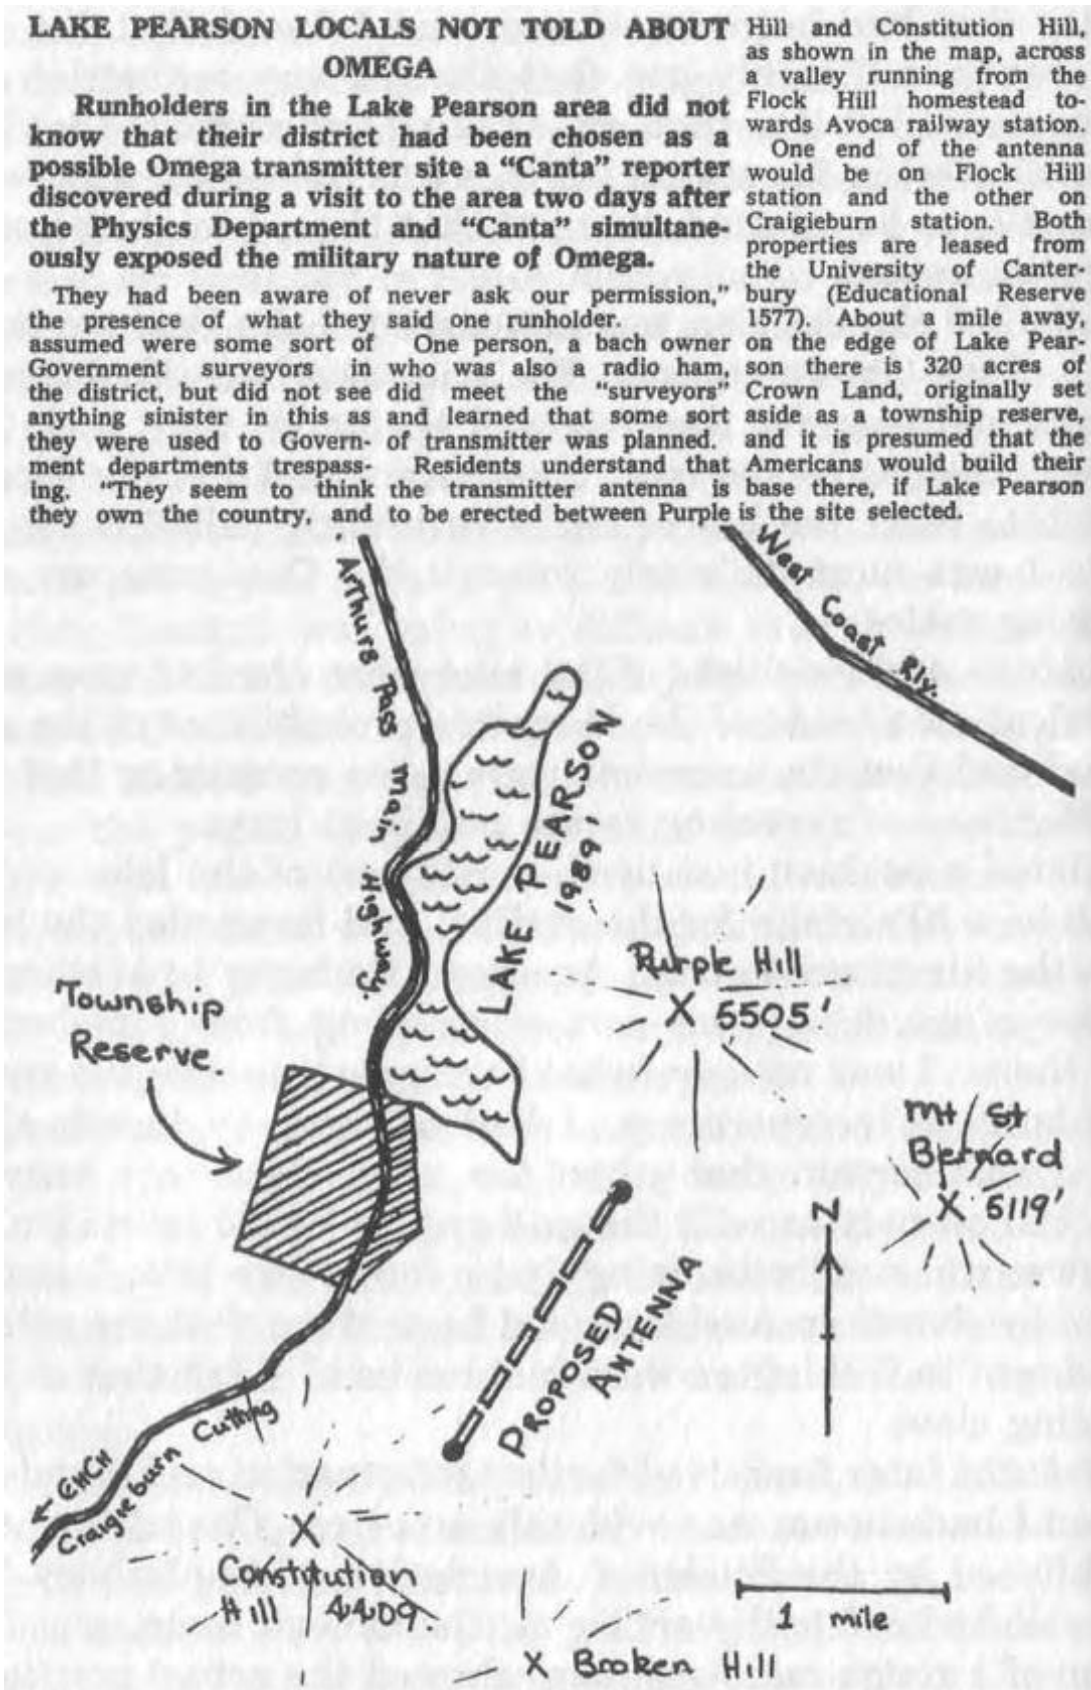 LAKE PEARSON LOCALS NOT TOLD ABOUT
OMEGA
Runholders in the Lake Pearson area did not
know that their district had been chosen as a
possible Omega transmitter site a “Canta” reporter
discovered during a visit to the area two days after
the Physics Department and “Canta” simultane-
ously exposed the military nature of Omega.
They had been aware of
the presence of what they
assumed were some sort of
Government surveyors in
the district, but did not see
anything sinister in this as
they were used to Govern-
ment departments trespass-
ing. “They seem to think
they own the country, and
never ask our permission,”
said one runholder.
One person, a bach owner
who was also a radio ham,
did meet the “surveyors”
and learned that some sort
of transmitter was planned.
Residents understand that
the transmitter antenna is
to be erected between Purple
Hill and Constitution Hill,
as shown in the map, across
a valley running from the
Flock Hill homestead to-
wards Avoca railway station.
One end of the antenna
would be on Flock Hill
station and the other on
Craigieburn station. Both
properties are leased from
the University of Canter-
bury (Educational Reserve
1577). About a mile away,
on the edge of Lake Pear-
son there is 320 acres of
Crown Land, originally set
aside as a township reserve,
and it is presumed that the
Americans would build their
base there, if Lake Pearson
is the site selected.
West Coast Rly.
Arthurs Pass Main Highway.
LAKE PEARSON
1989'
Purple Hill
X 5505'
Township
Reserve.
Mt St
Bernard
X 5119'
N
PROPOSED
ANTENNA
← CHCH
Craigieburn Cutting
X
Constitution
Hill 4409
1 mile
X Broken Hill